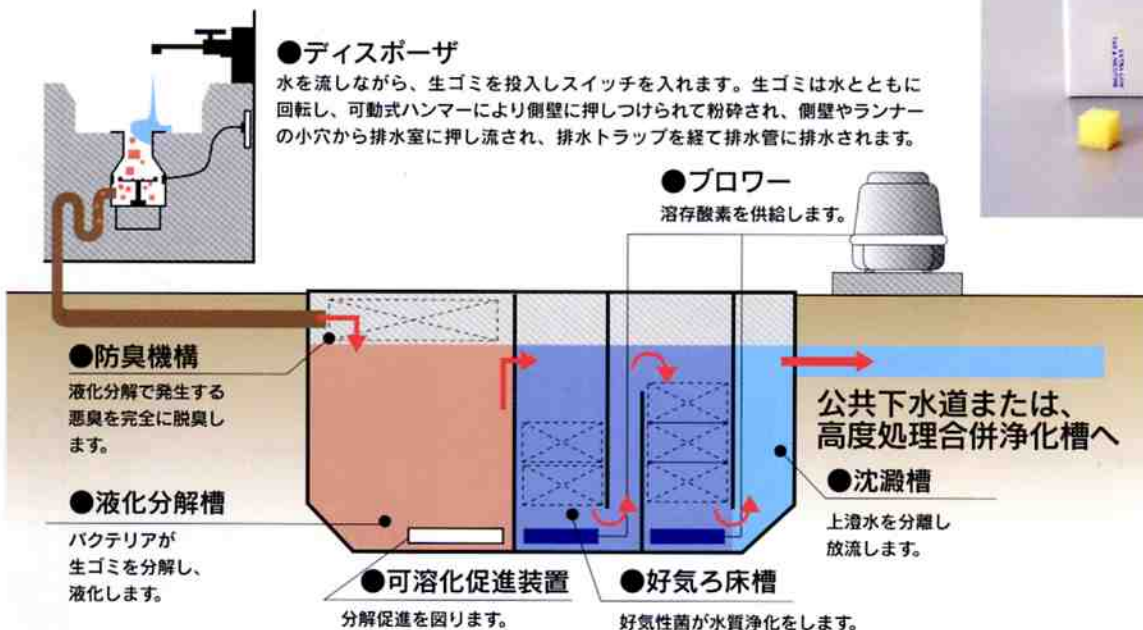 ●ディスポーザ
水を流しながら、生ゴミを投入しスイッチを入れます。生ゴミは水とともに
回転し、可動式ハンマーにより側壁に押しつけられて粉砕され、側壁やランナー
の小穴から排水室に押し流され、排水トラップを経て排水管に排水されます。
●ブロワー
溶存酸素を供給します。
●防臭機構
液化分解で発生する
悪臭を完全に脱臭し
ます。
●液化分解槽
バクテリアが
生ゴミを分解し、
液化します。
●可溶化促進装置
分解促進を図ります。
●好気ろ床槽
好気性菌が水質浄化をします。
公共下水道または、
高度処理合併浄化槽へ
●沈澱槽
上澄水を分離し
放流します。